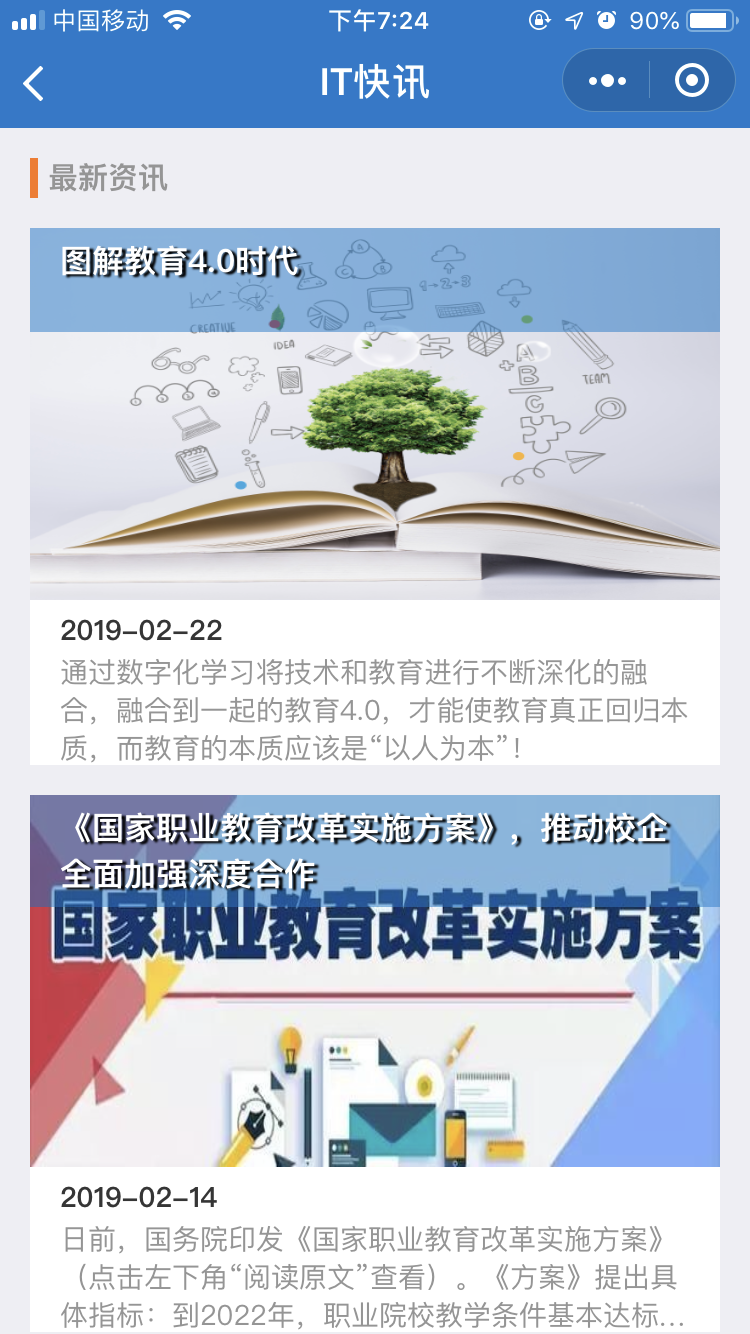 中国移动 下午7:24 90%
IT快讯
最新资讯
图解教育4.0时代
CREATIVE
IDEA
1+2=3
A
B
C
TEAM
2019-02-22
通过数字化学习将技术和教育进行不断深化的融
合，融合到一起的教育4.0，才能使教育真正回归本
质，而教育的本质应该是“以人为本”！
《国家职业教育改革实施方案》，推动校企
全面加强深度合作
国家职业教育改革实施方案
2019-02-14
日前，国务院印发《国家职业教育改革实施方案》
（点击左下角“阅读原文”查看）。《方案》提出具
体指标：到2022年，职业院校教学条件基本达标...